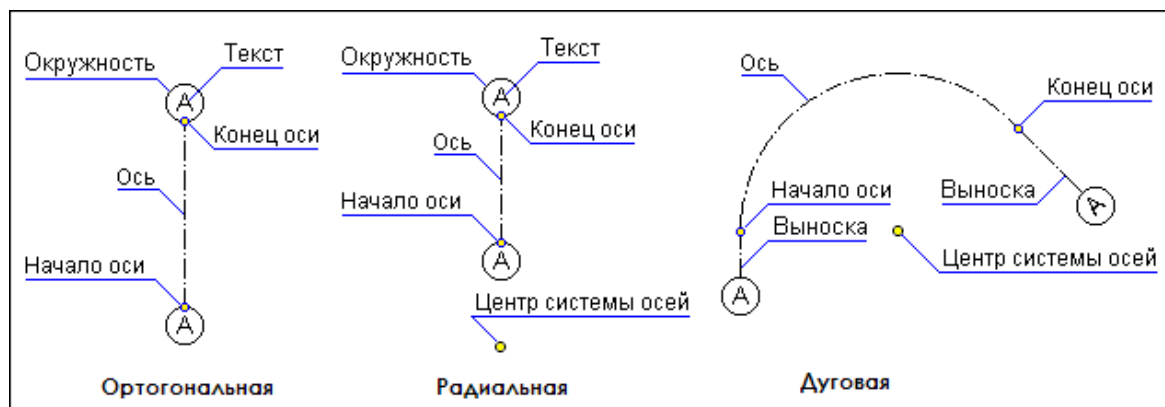 Окружность
Текст
А
Конец оси
Ось
Начало оси
А
Ортогональная
Окружность
Текст
А
Конец оси
Ось
Начало оси
А
Центр системы осей
Радиальная
Ось
Конец оси
Выноска
А
Начало оси
Выноска
А
Центр системы осей
Дуговая